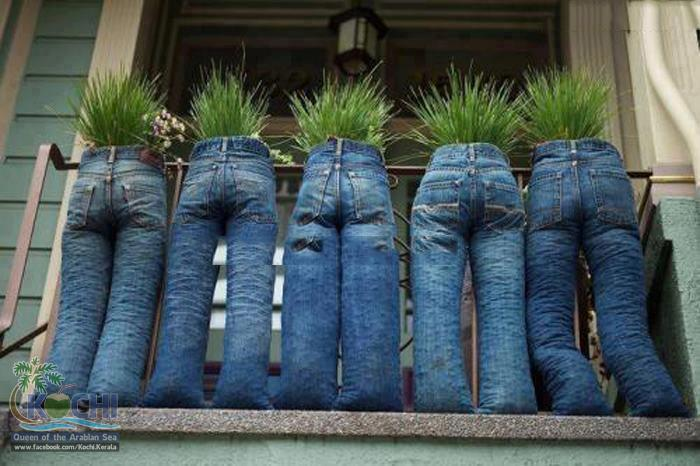 KOCHI
Queen of the Arabian Sea
www.facebook.com/Kochi.Kerala